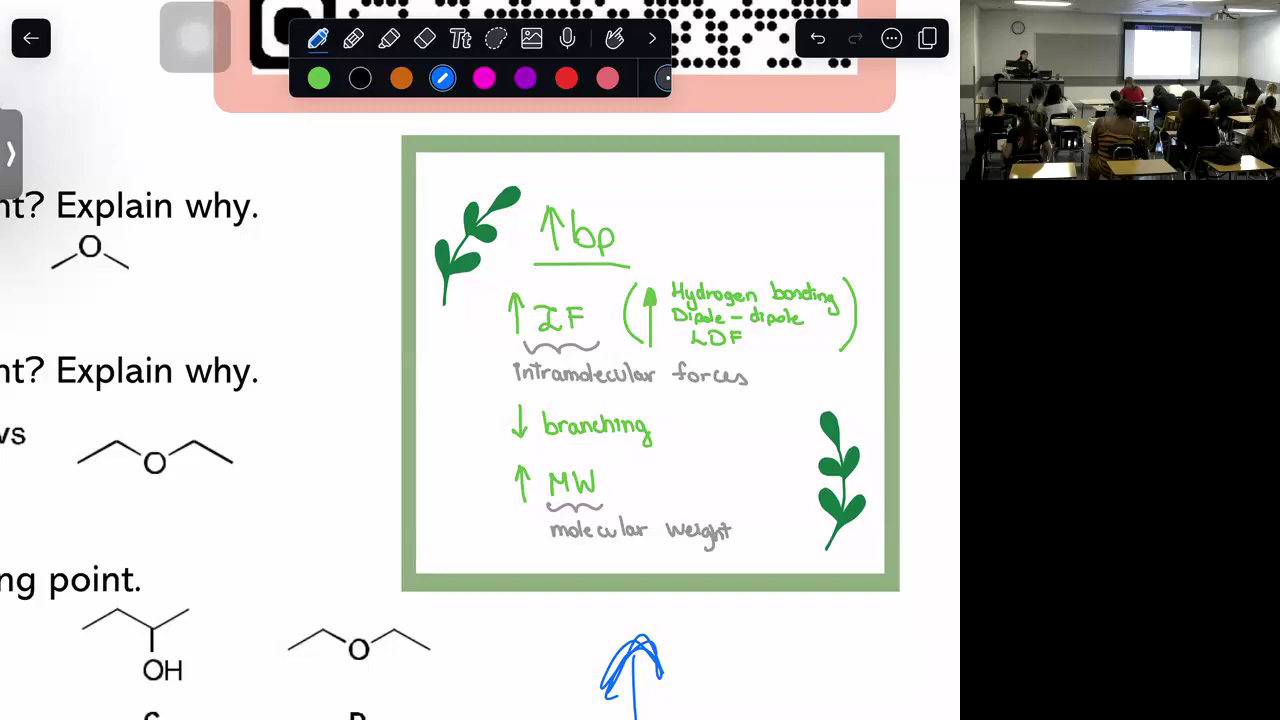 Tt
nt? Explain why.
O
↑bp
↑ IF (↑ Hydrogen bonding
Dipole-dipole
LDF)
intramolecular forces
nt? Explain why.
vs
O
↓ branching
↑ MW
molecular weight
ng point.
OH
O